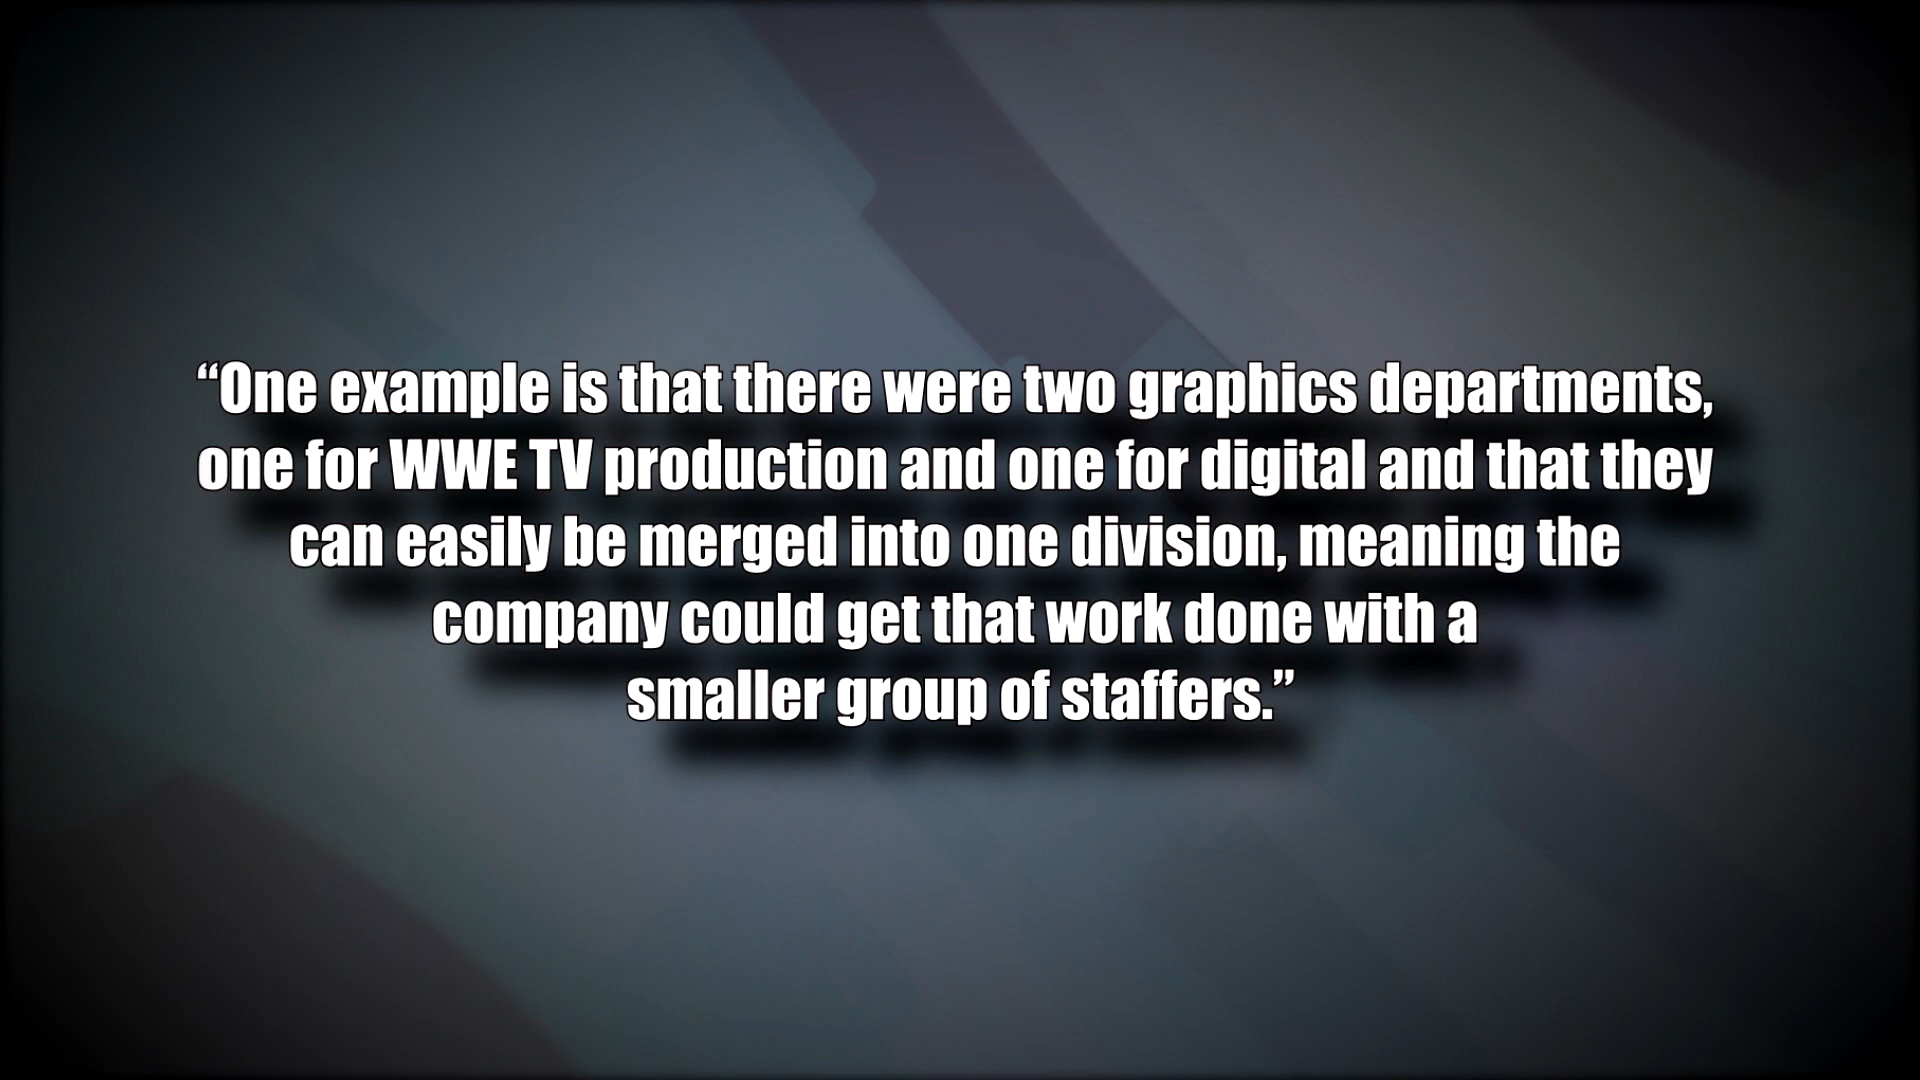 “One example is that there were two graphics departments,
one for WWE TV production and one for digital and that they
can easily be merged into one division, meaning the
company could get that work done with a
smaller group of staffers.”